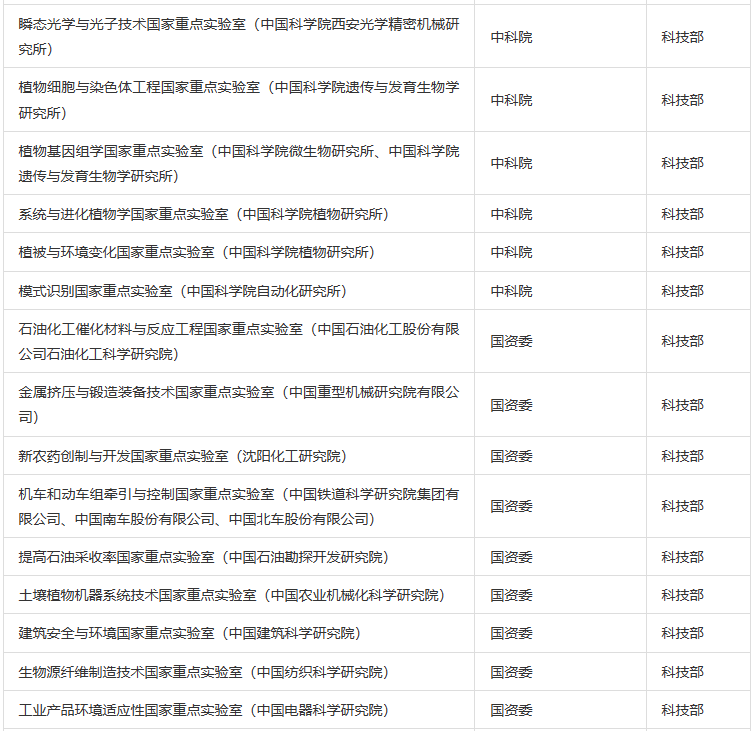 瞬态光学与光子技术国家重点实验室（中国科学院西安光学精密机械研
究所）
中科院
科技部
植物细胞与染色体工程国家重点实验室（中国科学院遗传与发育生物学
研究所）
中科院
科技部
植物基因组学国家重点实验室（中国科学院微生物研究所、中国科学院
遗传与发育生物学研究所）
中科院
科技部
系统与进化植物学国家重点实验室（中国科学院植物研究所）
中科院
科技部
植被与环境变化国家重点实验室（中国科学院植物研究所）
中科院
科技部
模式识别国家重点实验室（中国科学院自动化研究所）
中科院
科技部
石油化工催化材料与反应工程国家重点实验室（中国石油化工股份有限
公司石油化工科学研究院）
国资委
科技部
金属挤压与锻造装备技术国家重点实验室（中国重型机械研究院有限公
司）
国资委
科技部
新农药创制与开发国家重点实验室（沈阳化工研究院）
国资委
科技部
机车和动车组牵引与控制国家重点实验室（中国铁道科学研究院集团有
限公司、中国南车股份有限公司、中国北车股份有限公司）
国资委
科技部
提高石油采收率国家重点实验室（中国石油勘探开发研究院）
国资委
科技部
土壤植物机器系统技术国家重点实验室（中国农业机械化科学研究院）
国资委
科技部
建筑安全与环境国家重点实验室（中国建筑科学研究院）
国资委
科技部
生物源纤维制造技术国家重点实验室（中国纺织科学研究院）
国资委
科技部
工业产品环境适应性国家重点实验室（中国电器科学研究院）
国资委
科技部